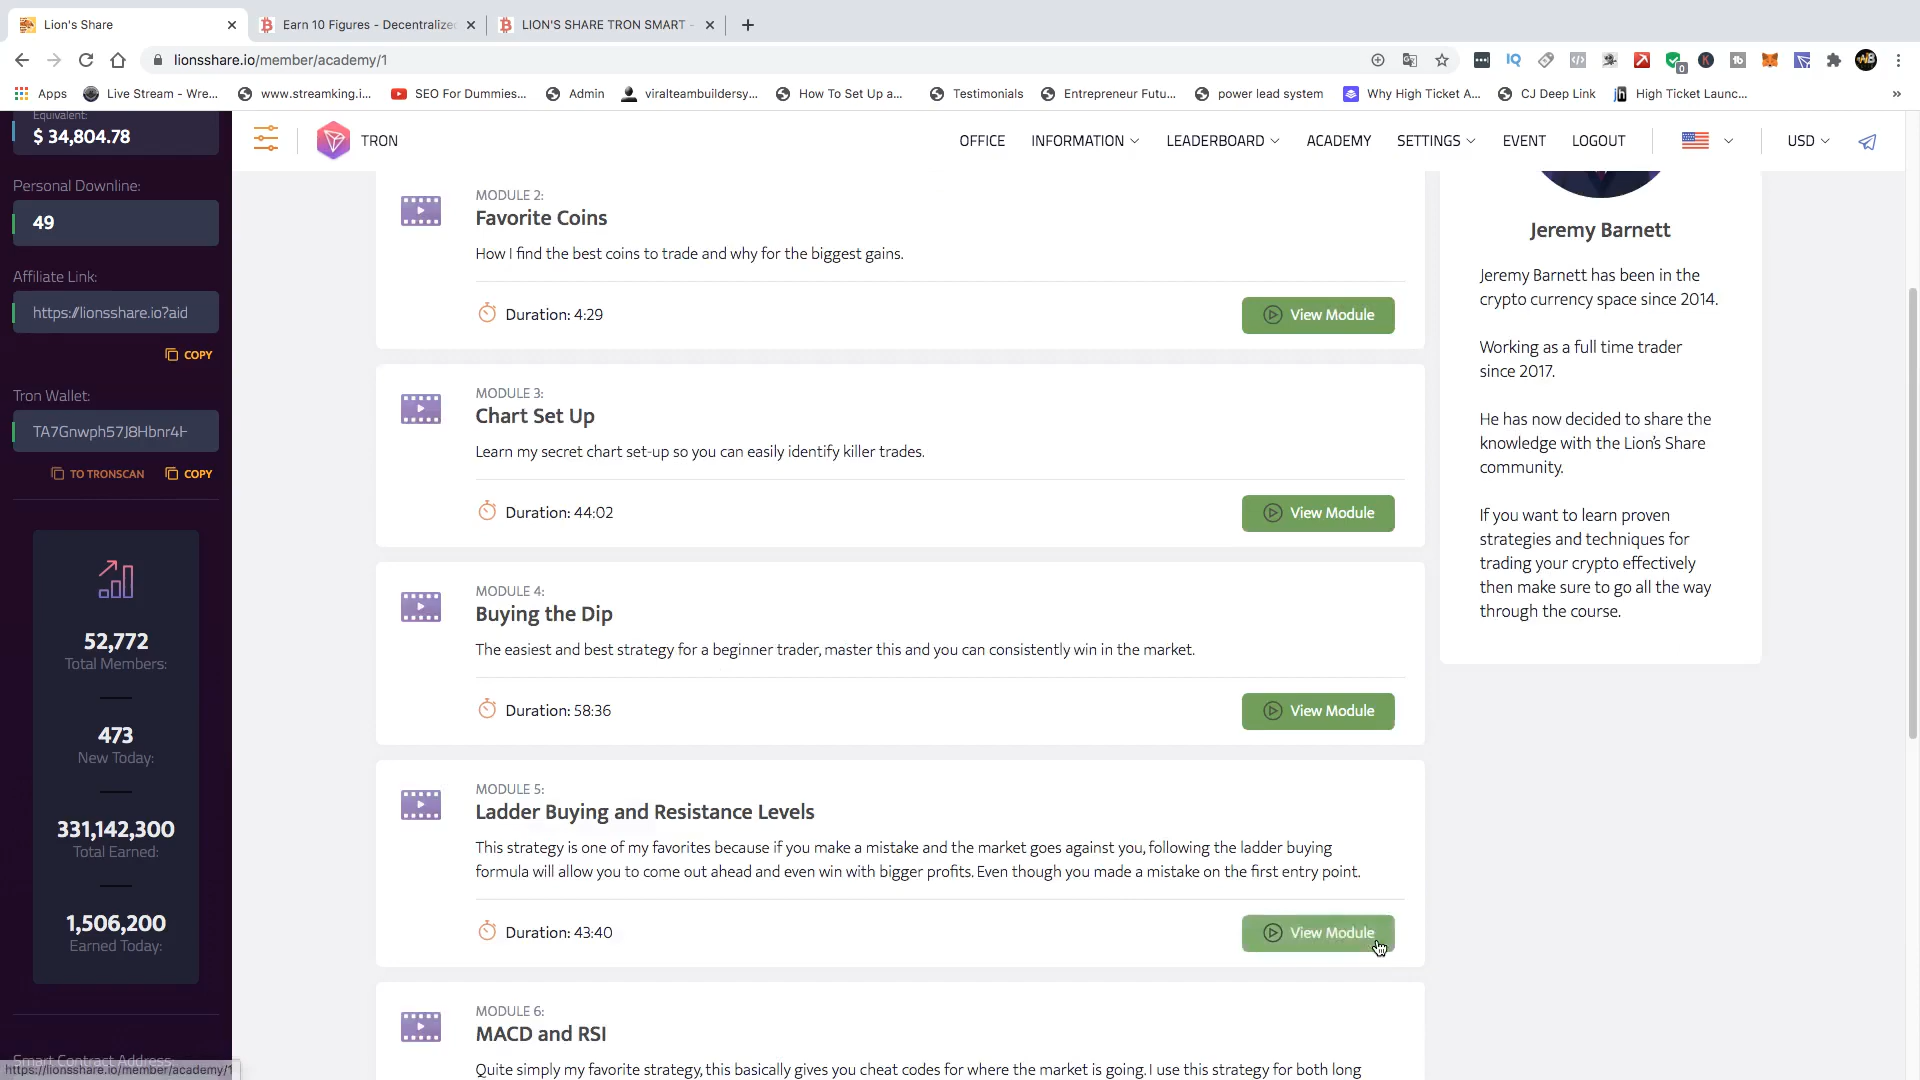 Lion's Share
Earn 10 Figures - Decentralized
LION'S SHARE TRON SMART -
lionsshare.io/member/academy/1
Apps
Live Stream - Wre...
www.streamking.i...
SEO For Dummies...
Admin
viralteambuildersy...
How To Set Up a...
Testimonials
Entrepreneur Futu...
power lead system
Why High Ticket A...
CJ Deep Link
High Ticket Launc...
Equivalent:
$ 34,804.78
Personal Downline:
49
Affiliate Link:
https://lionsshare.io?aid
COPY
Tron Wallet:
TA7Gnwph57J8Hbnr4H
TO TRONSCAN
COPY
52,772
Total Members:
473
New Today:
331,142,300
Total Earned:
1,506,200
Earned Today:
Smart Contract Address:
https://lionsshare.io/member/academy/1
TRON
OFFICE
INFORMATION
LEADERBOARD
ACADEMY
SETTINGS
EVENT
LOGOUT
USD
MODULE 2:
Favorite Coins
How I find the best coins to trade and why for the biggest gains.
Duration: 4:29
View Module
MODULE 3:
Chart Set Up
Learn my secret chart set-up so you can easily identify killer trades.
Duration: 44:02
View Module
MODULE 4:
Buying the Dip
The easiest and best strategy for a beginner trader, master this and you can consistently win in the market.
Duration: 58:36
View Module
MODULE 5:
Ladder Buying and Resistance Levels
This strategy is one of my favorites because if you make a mistake and the market goes against you, following the ladder buying
formula will allow you to come out ahead and even win with bigger profits. Even though you made a mistake on the first entry point.
Duration: 43:40
View Module
MODULE 6:
MACD and RSI
Quite simply my favorite strategy, this basically gives you cheat codes for where the market is going. I use this strategy for both long
Jeremy Barnett
Jeremy Barnett has been in the
crypto currency space since 2014.
Working as a full time trader
since 2017.
He has now decided to share the
knowledge with the Lion's Share
community.
If you want to learn proven
strategies and techniques for
trading your crypto effectively
then make sure to go all the way
through the course.